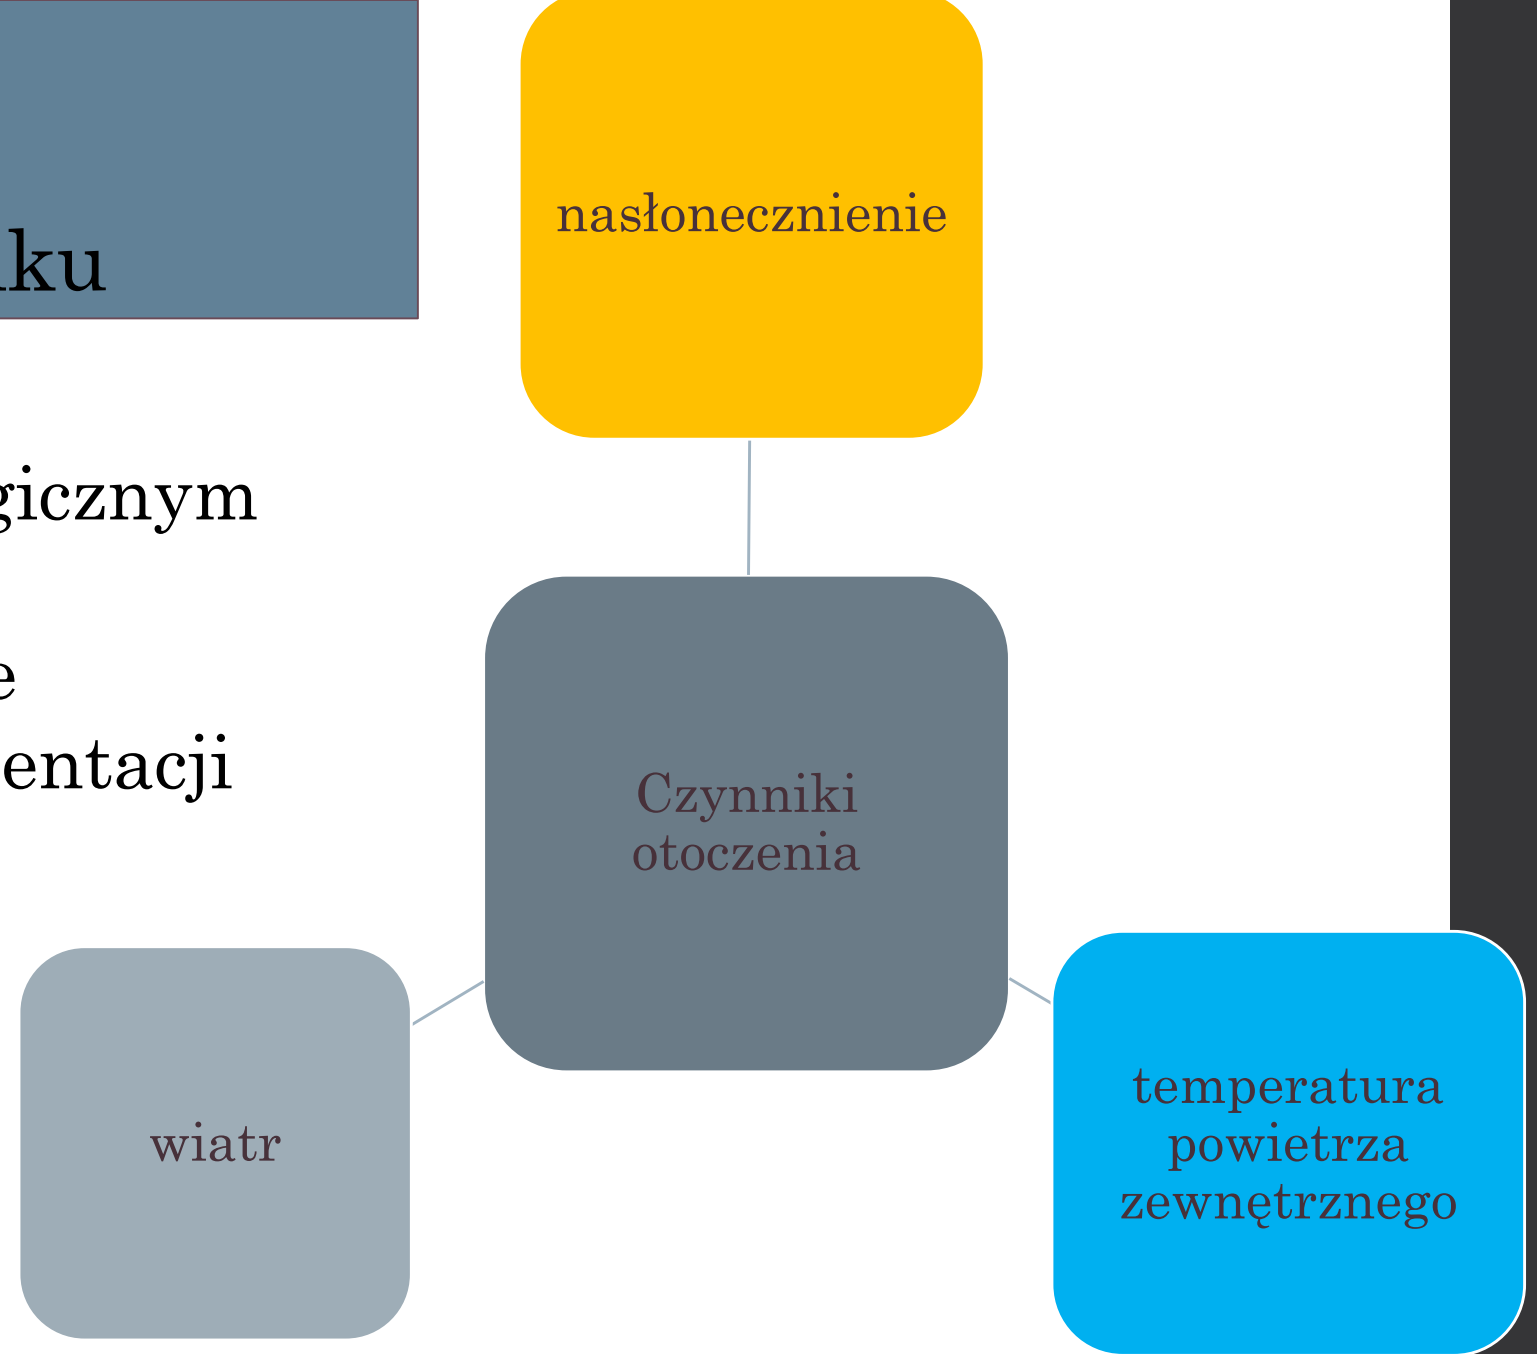 ku
gicznym
e
entacji
nasłonecznienie
Czynniki
otoczenia
wiatr
temperatura
powietrza
zewnętrznego